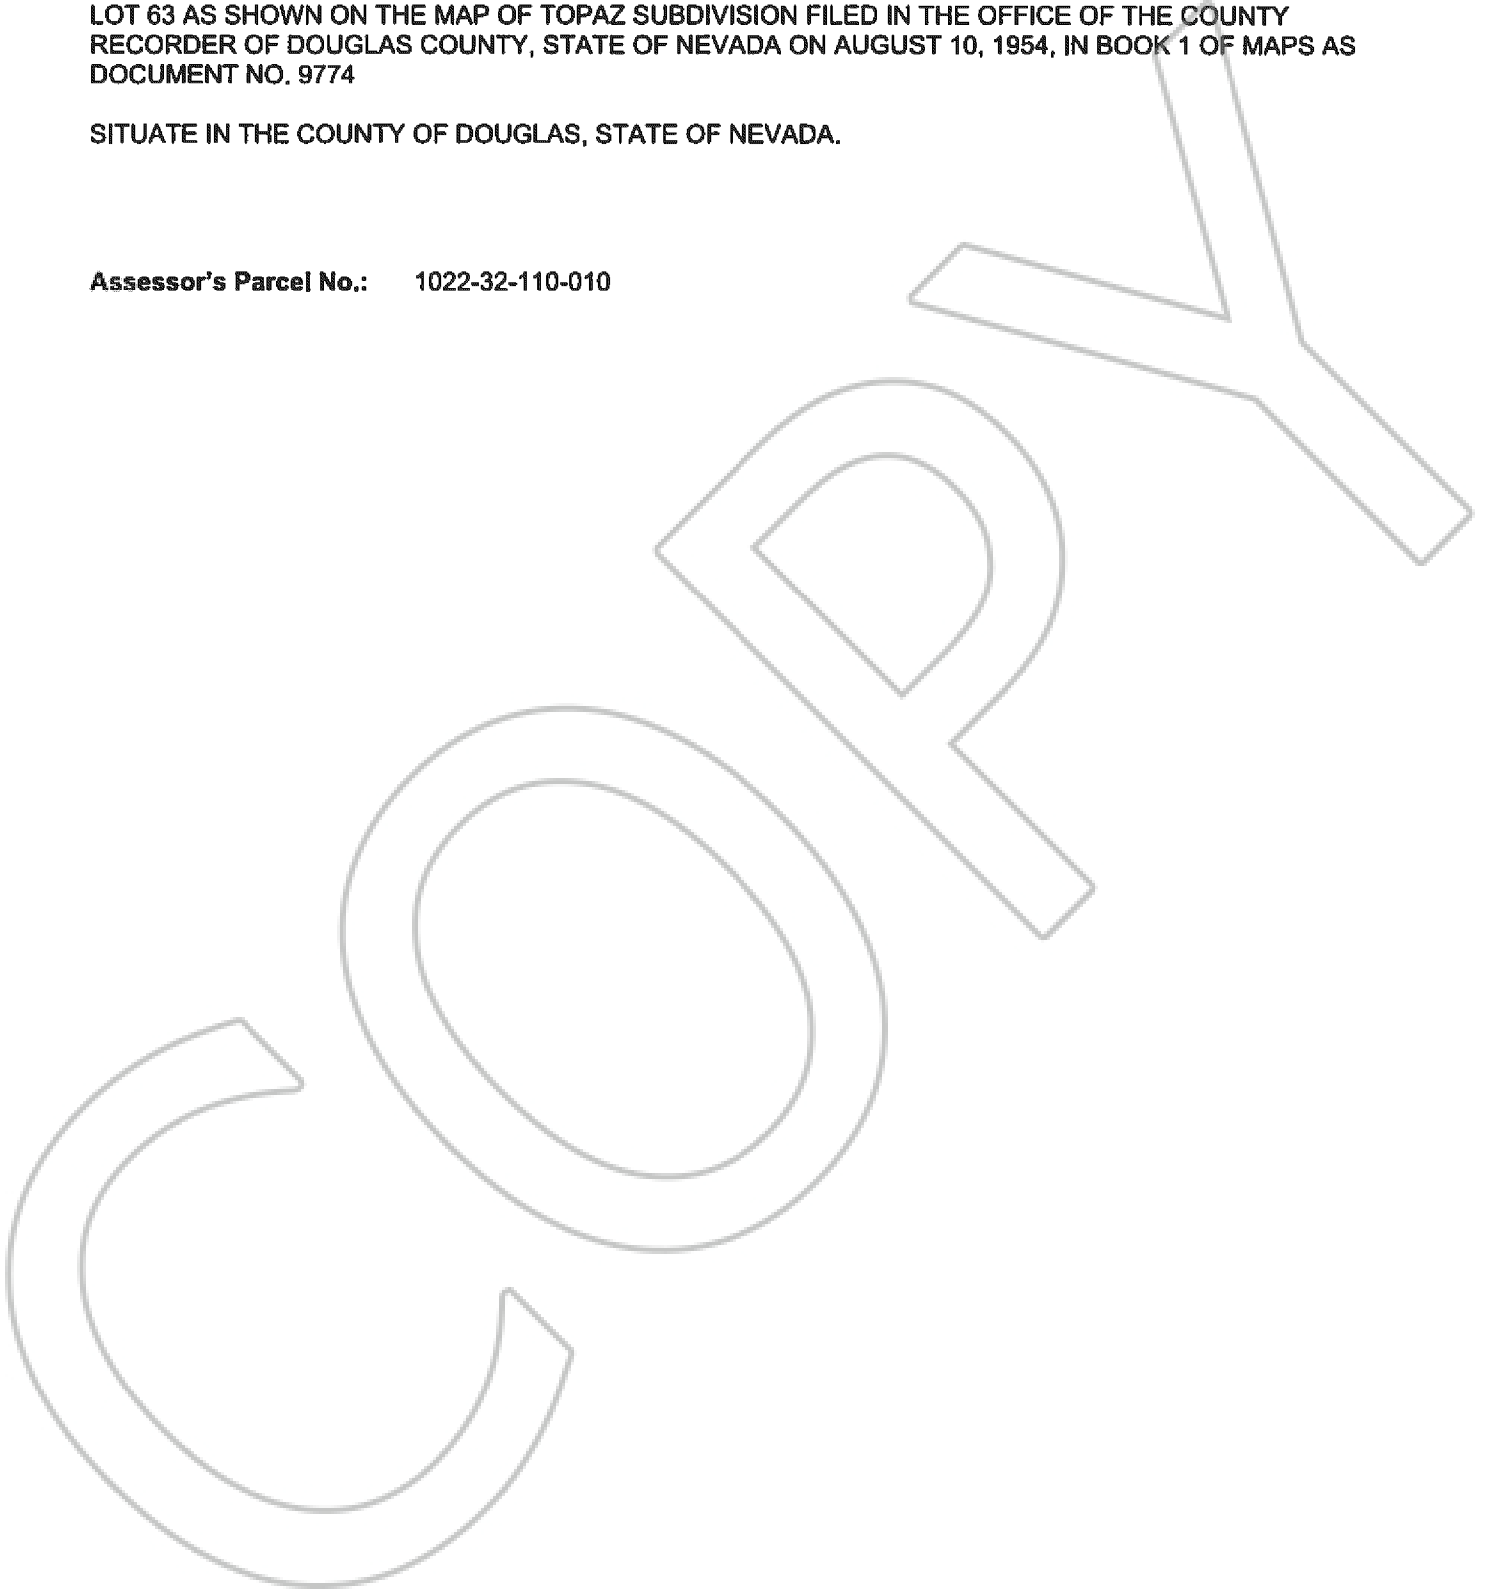 LOT 63 AS SHOWN ON THE MAP OF TOPAZ SUBDIVISION FILED IN THE OFFICE OF THE COUNTY
RECORDER OF DOUGLAS COUNTY, STATE OF NEVADA ON AUGUST 10, 1954, IN BOOK 1 OF MAPS AS
DOCUMENT NO. 9774
SITUATE IN THE COUNTY OF DOUGLAS, STATE OF NEVADA.
Assessor's Parcel No.: 1022-32-110-010
COPY